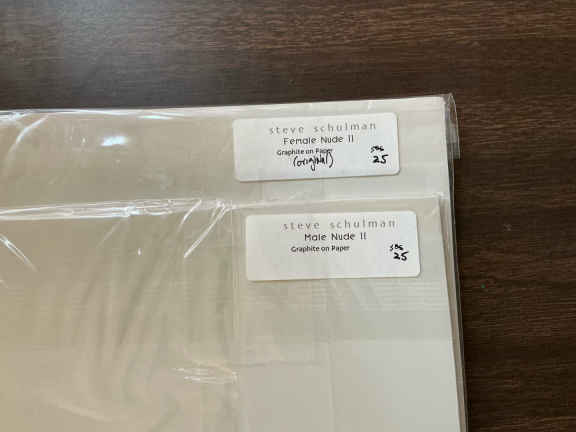 steve schulman
Female Nude II
Graphite on Paper
(original)
25
steve schulman
Male Nude II
Graphite on Paper
25